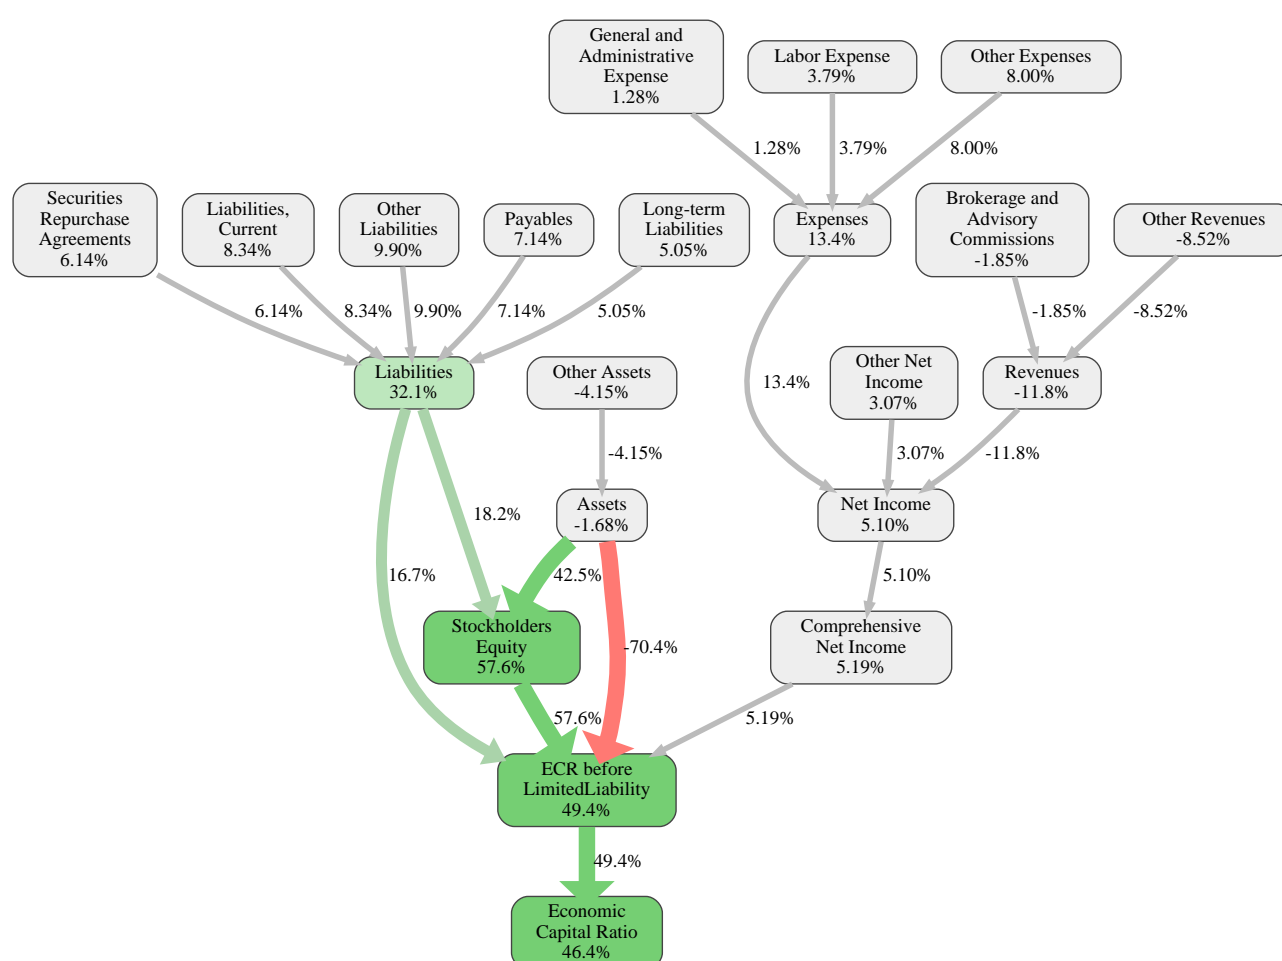 General and
Administrative
Expense
1.28%
Labor Expense
3.79%
Other Expenses
8.00%
1.28%
3.79%
8.00%
Securities
Repurchase
Agreements
6.14%
Liabilities,
Current
8.34%
Other
Liabilities
9.90%
Payables
7.14%
Long-term
Liabilities
5.05%
Expenses
13.4%
Brokerage and
Advisory
Commissions
-1.85%
Other Revenues
-8.52%
6.14%
8.34%
9.90%
7.14%
5.05%
-1.85%
-8.52%
Liabilities
32.1%
Other Assets
-4.15%
13.4%
Other Net
Income
3.07%
Revenues
-11.8%
-4.15%
3.07%
-11.8%
18.2%
Assets
-1.68%
Net Income
5.10%
16.7%
42.5%
5.10%
Stockholders
Equity
57.6%
-70.4%
Comprehensive
Net Income
5.19%
57.6%
5.19%
ECR before
LimitedLiability
49.4%
49.4%
Economic
Capital Ratio
46.4%